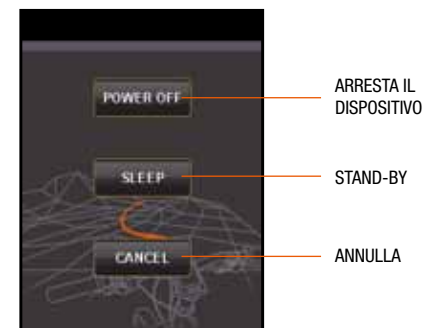 POWER OFF
ARRESTA IL
DISPOSITIVO
SLEEP
STAND-BY
CANCEL
ANNULLA